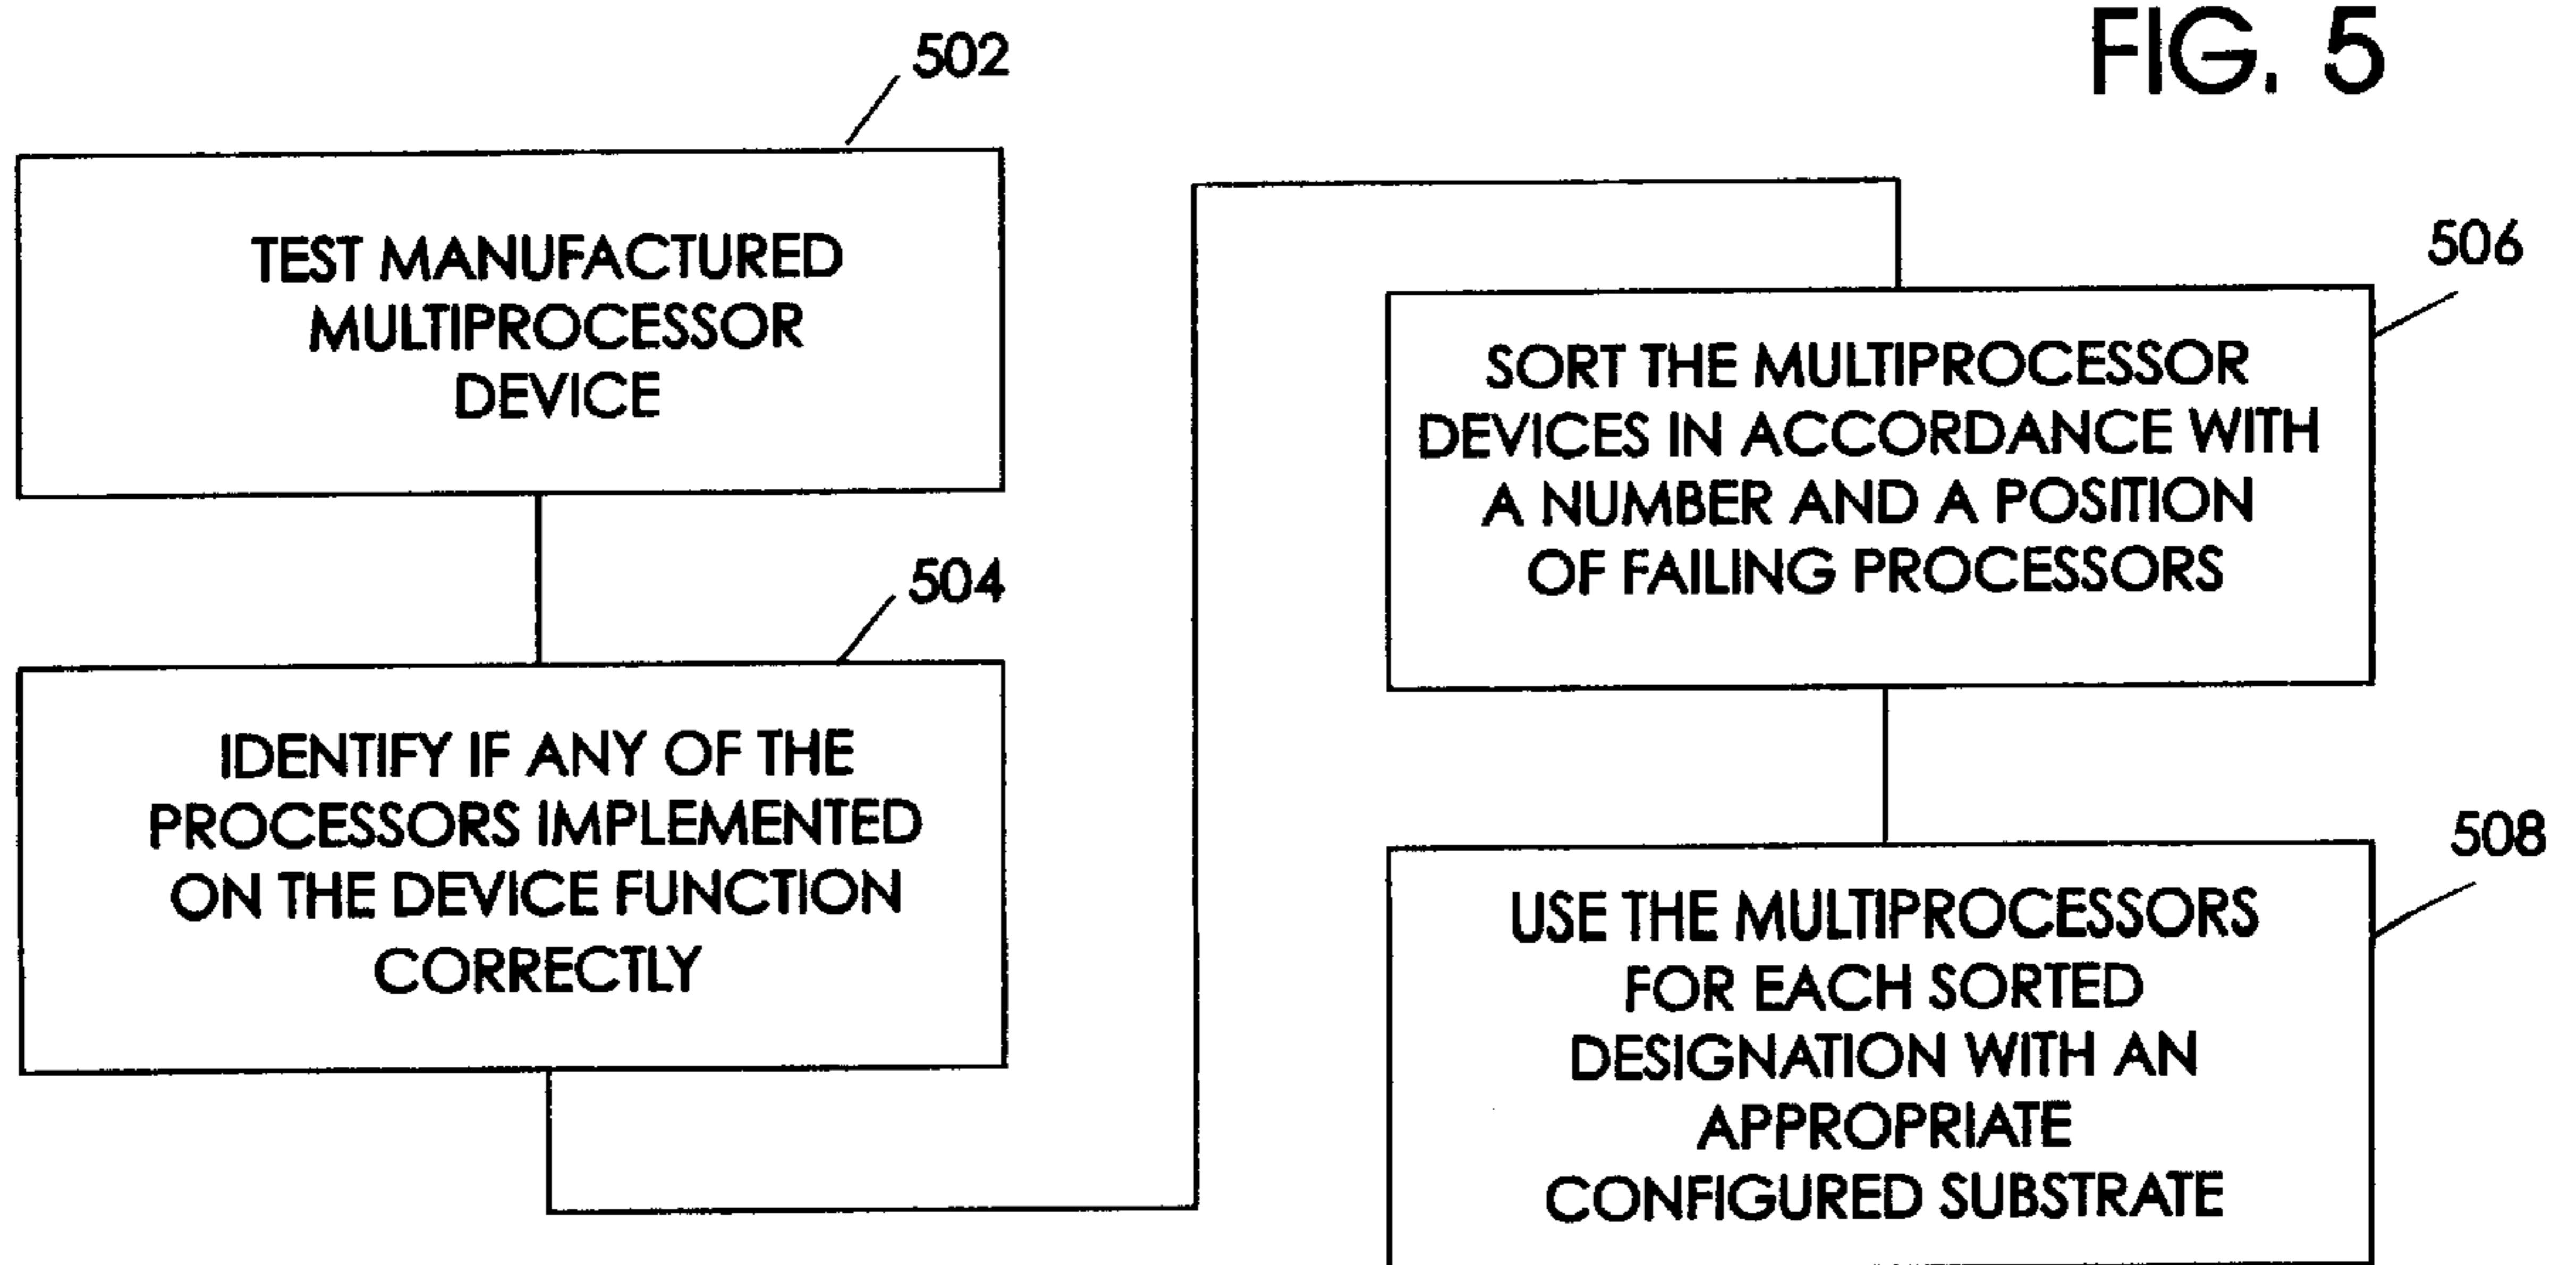 FIG. 5
502
TEST MANUFACTURED
MULTIPROCESSOR
DEVICE
504
IDENTIFY IF ANY OF THE
PROCESSORS IMPLEMENTED
ON THE DEVICE FUNCTION
CORRECTLY
506
SORT THE MULTIPROCESSOR
DEVICES IN ACCORDANCE WITH
A NUMBER AND A POSITION
OF FAILING PROCESSORS
508
USE THE MULTIPROCESSORS
FOR EACH SORTED
DESIGNATION WITH AN
APPROPRIATE
CONFIGURED SUBSTRATE